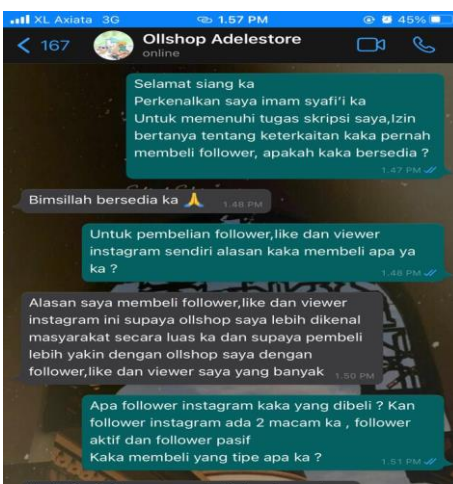 XL Axiata 3G 1.57 PM 45%
167 Ollshop Adelestore
online
Selamat siang ka
Perkenalkan saya imam syafi'i ka
Untuk memenuhi tugas skripsi saya,Izin
bertanya tentang keterkaitan kaka pernah
membeli follower, apakah kaka bersedia ?
1.47 PM
Bimsillah bersedia ka 🙏 1.48 PM
Untuk pembelian follower,like dan viewer
instagram sendiri alasan kaka membeli apa ya
ka ?
1.48 PM
Alasan saya membeli follower,like dan viewer
instagram ini supaya ollshop saya lebih dikenal
masyarakat secara luas ka dan supaya pembeli
lebih yakin dengan ollshop saya dengan
follower,like dan viewer saya yang banyak 1.50 PM
Apa follower instagram kaka yang dibeli ? Kan
follower instagram ada 2 macam ka , follower
aktif dan follower pasif
Kaka membeli yang tipe apa ka ?
1.51 PM